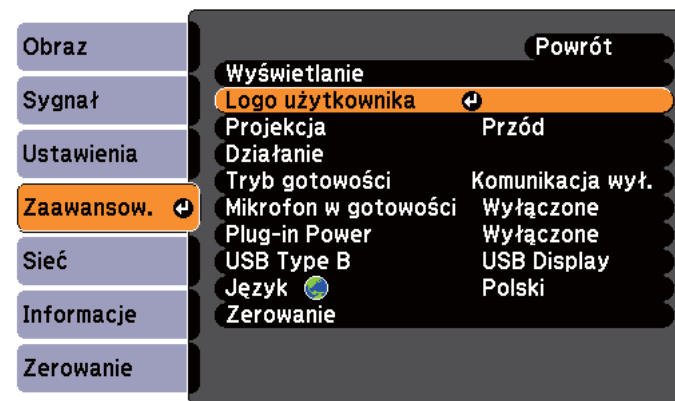 Obraz
Sygnał
Ustawienia
Zaawansow.
Sieć
Informacje
Zerowanie
Powrót
Wyświetlanie
Logo użytkownika
Projekcja Przód
Działanie
Tryb gotowości Komunikacja wył.
Mikrofon w gotowości Wyłączone
Plug-in Power Wyłączone
USB Type B USB Display
Język Polski
Zerowanie